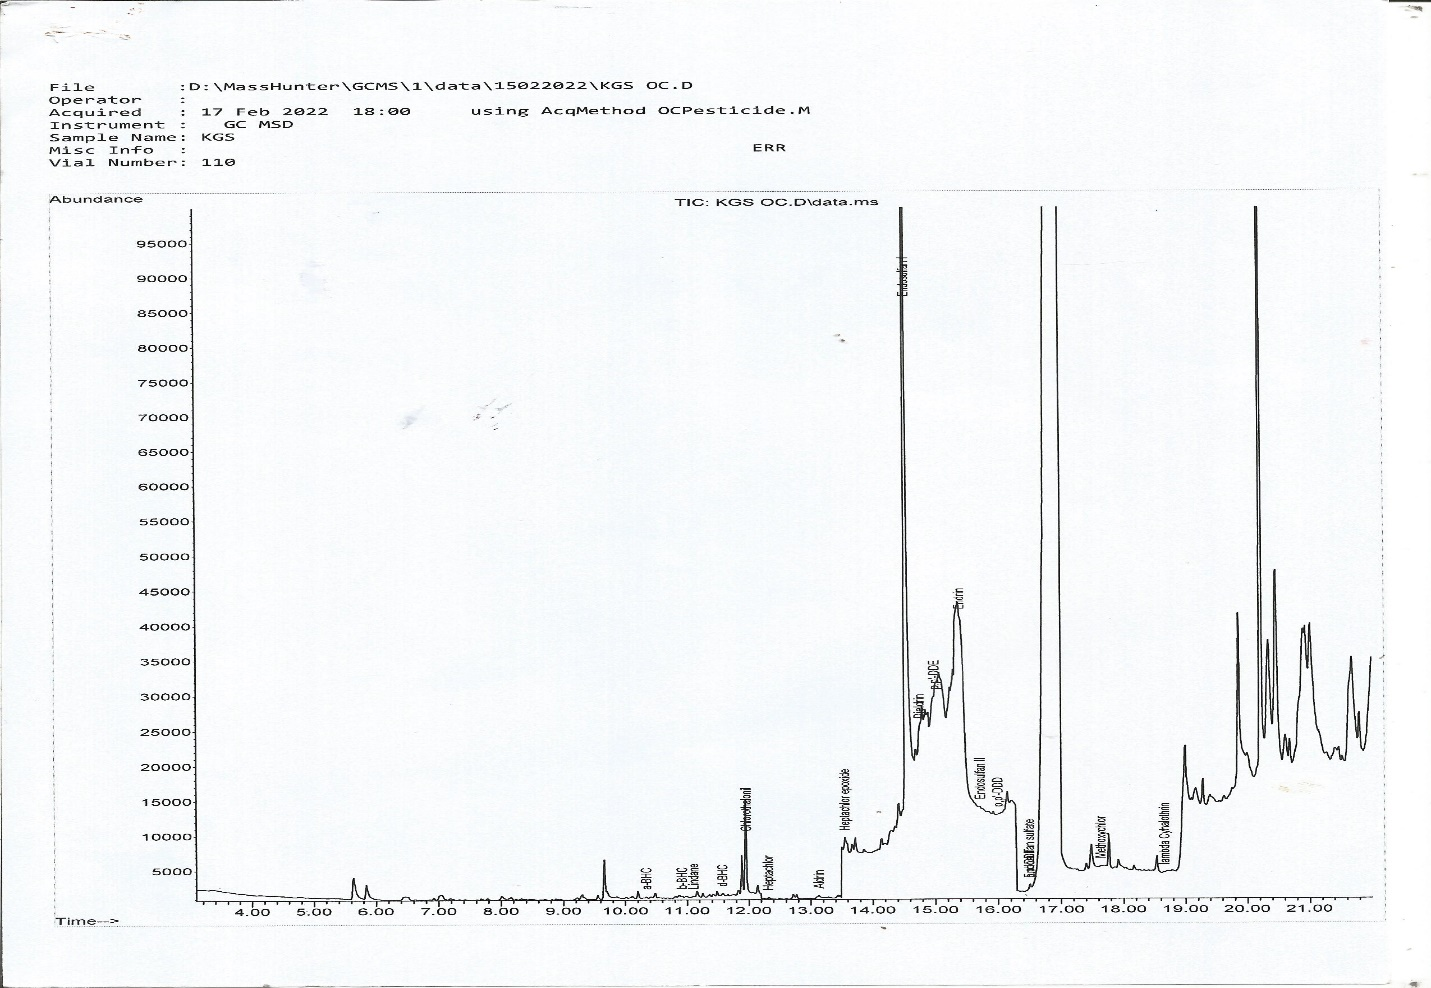 File :D:\MassHunter\GCMS\1\data\15022022\KGS OC.D
Operator :
Acquired : 17 Feb 2022 18:00 using AcqMethod OCPesticide.M
Instrument : GC MSD
Sample Name: KGS
Misc Info :
ERR
Vial Number: 110
Abundance
TIC: KGS OC.D\data.ms
95000
90000
85000
80000
75000
70000
65000
60000
55000
50000
45000
40000
35000
30000
25000
20000
15000
10000
5000
a-BHC
b-BHC
Lindane
d-BHC
Chlorothalonil
Heptachlor
Aldrin
Heptachlor epoxide
Endosulfan I
Dieldrin
p,p'-DDE
Endrin
Endosulfan II
sulfate
Methoxychlor
lambda Cyhalothrin
Time-->
4.00 5.00 6.00 7.00 8.00 9.00 10.00 11.00 12.00 13.00 14.00 15.00 16.00 17.00 18.00 19.00 20.00 21.00